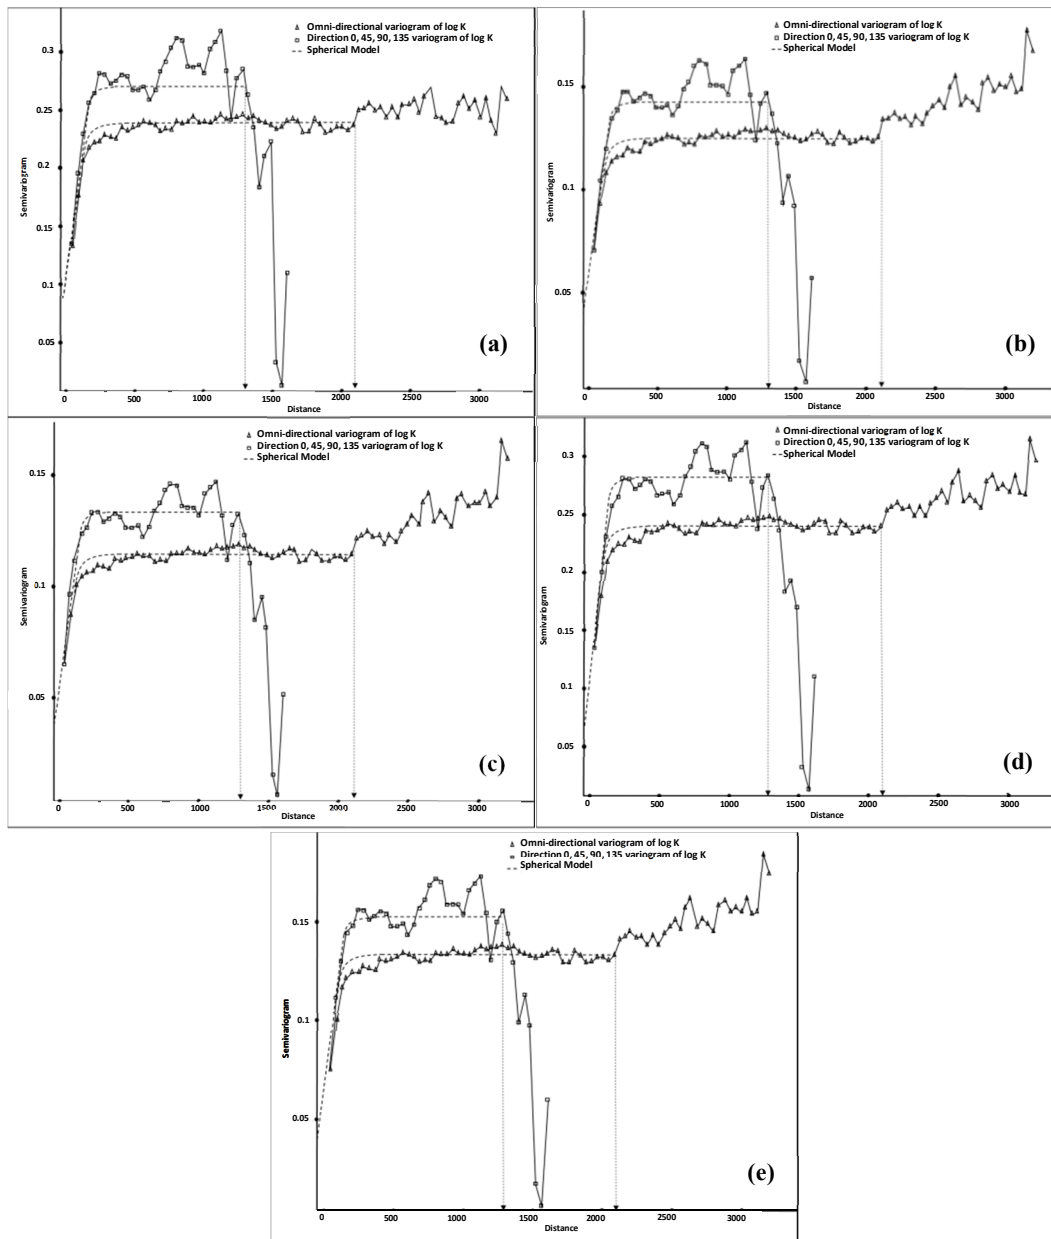 Omni-directional variogram of log K
Direction 0, 45, 90, 135 variogram of log K
Spherical Model
0.3
0.25
0.2
0.15
0.1
0.05
Semivariogram
(a)
0 500 1000 1500 2000 2500 3000
Distance
Omni-directional variogram of log K
Direction 0, 45, 90, 135 variogram of log K
Spherical Model
0.15
0.1
0.05
Semivariogram
(b)
0 500 1000 1500 2000 2500 3000
Distance
Omni-directional variogram of log K
Direction 0, 45, 90, 135 variogram of log K
Spherical Model
0.15
0.1
0.05
Semivariogram
(c)
0 500 1000 1500 2000 2500 3000
Distance
Omni-directional variogram of log K
Direction 0, 45, 90, 135 variogram of log K
Spherical Model
0.3
0.25
0.2
0.15
0.1
0.05
Semivariogram
(d)
0 500 1000 1500 2000 2500 3000
Distance
Omni-directional variogram of log K
Direction 0, 45, 90, 135 variogram of log K
Spherical Model
0.15
0.1
0.05
Semivariogram
(e)
0 500 1000 1500 2000 2500 3000
Distance